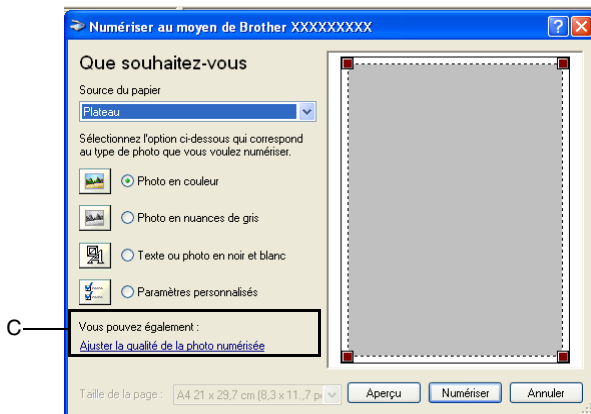 Numériser au moyen de Brother XXXXXXXXX
Que souhaitez-vous
Source du papier
Plateau
Sélectionnez l'option ci-dessous qui correspond
au type de photo que vous voulez numériser.
Photo en couleur
Photo en nuances de gris
Texte ou photo en noir et blanc
Paramètres personnalisés
C
Vous pouvez également :
Ajuster la qualité de la photo numérisée
Taille de la page : A4 21 x 29,7 cm (8,3 x 11..7 p
Aperçu Numériser Annuler